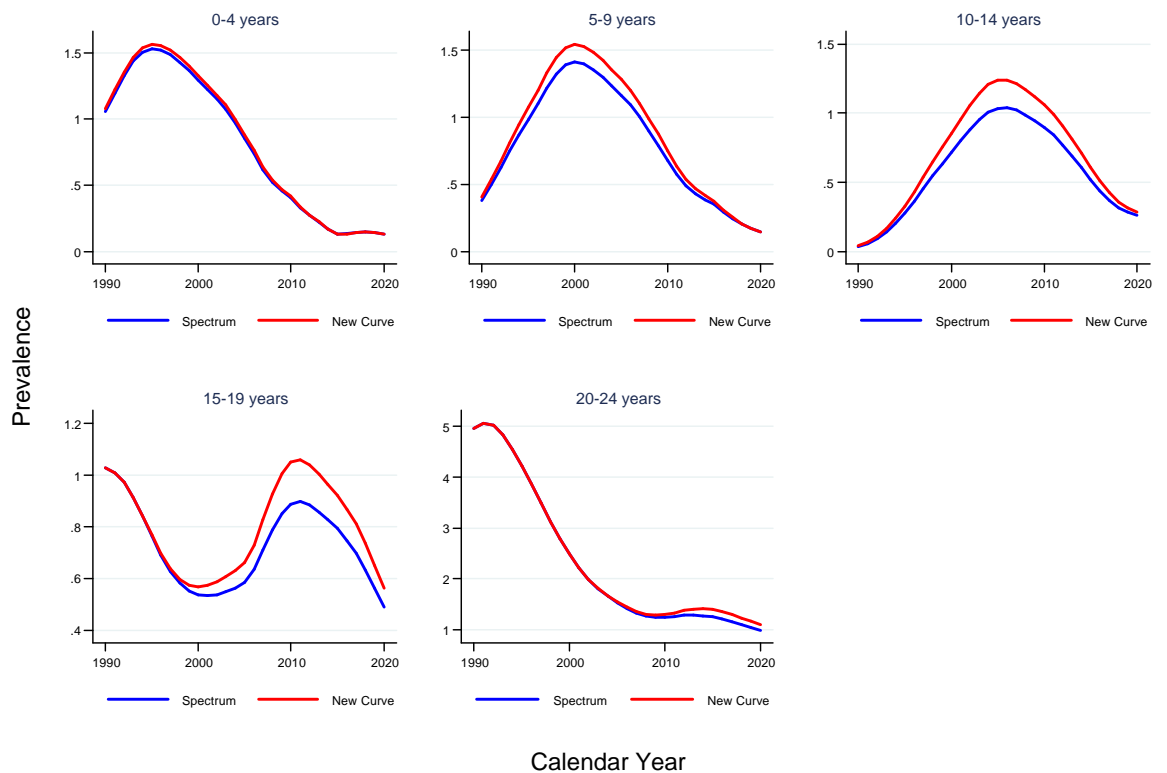 0-4 years
5-9 years
10-14 years
1.5
1
.5
0
1990 2000 2010 2020
Spectrum New Curve
1.5
1
.5
0
1990 2000 2010 2020
Spectrum New Curve
1.5
1
.5
0
1990 2000 2010 2020
Spectrum New Curve
Prevalence
15-19 years
20-24 years
1.2
1
.8
.6
.4
1990 2000 2010 2020
Spectrum New Curve
5
4
3
2
1
1990 2000 2010 2020
Spectrum New Curve
Calendar Year